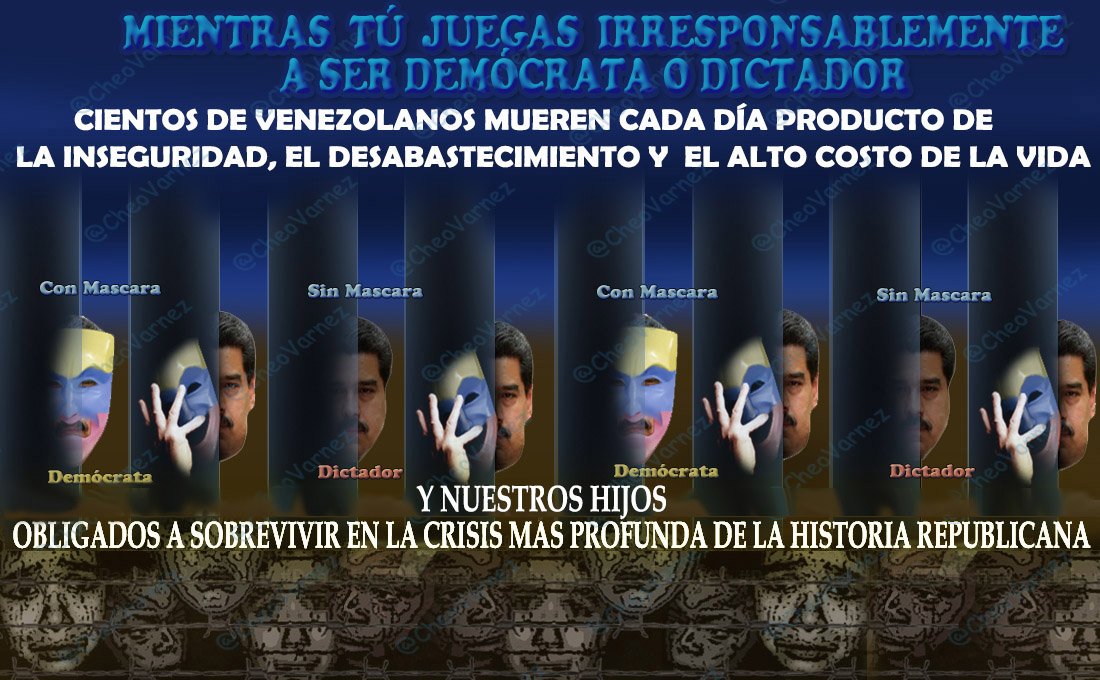 MIENTRAS TÚ JUEGAS IRRESPONSABLEMENTE
A SER DEMÓCRATA O DICTADOR
CIENTOS DE VENEZOLANOS MUEREN CADA DÍA PRODUCTO DE
LA INSEGURIDAD, EL DESABASTECIMIENTO Y EL ALTO COSTO DE LA VIDA
Con Mascara
Sin Mascara
Con Mascara
Sin Mascara
Demócrata
Dictador
Demócrata
Dictador
Y NUESTROS HIJOS
OBLIGADOS A SOBREVIVIR EN LA CRISIS MAS PROFUNDA DE LA HISTORIA REPUBLICANA
@CheoVarnez